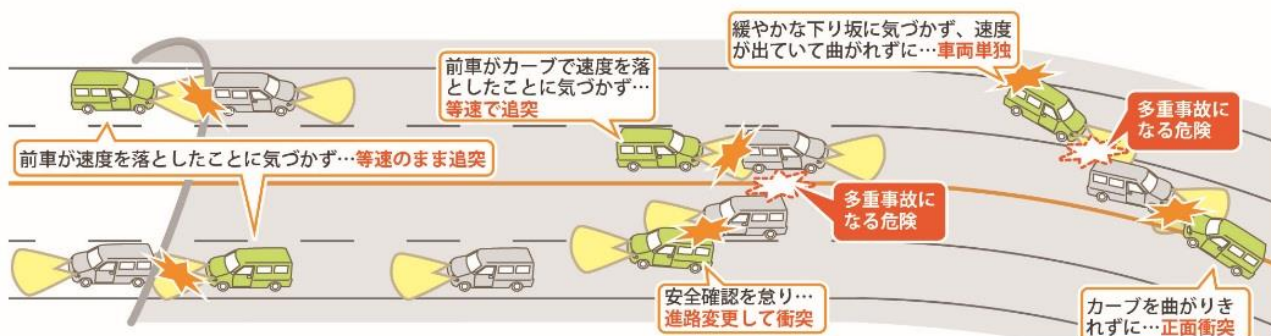 緩やかな下り坂に気づかず、速度
が出ていて曲がれずに…車両単独
前車がカーブで速度を落
としたことに気づかず…
等速で追突
多重事故に
なる危険
前車が速度を落としたことに気づかず…等速のまま追突
多重事故に
なる危険
安全確認を怠り…
進路変更して衝突
カーブを曲がりき
れずに…正面衝突